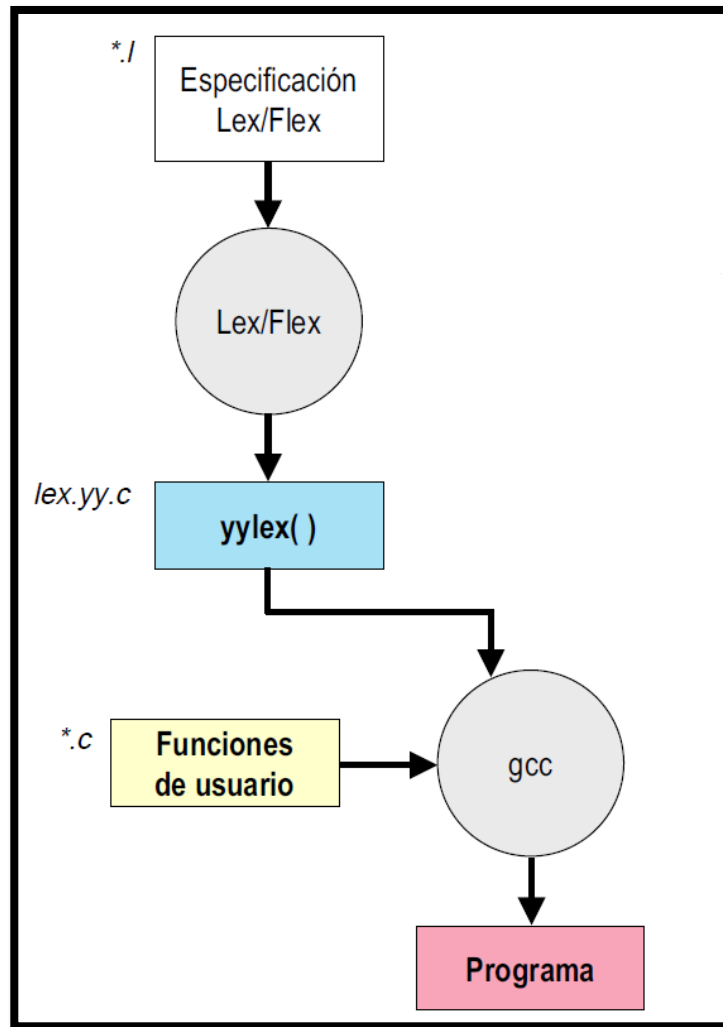 *.l
Especificación
Lex/Flex
Lex/Flex
lex.yy.c
yylex( )
*.c
Funciones
de usuario
gcc
Programa